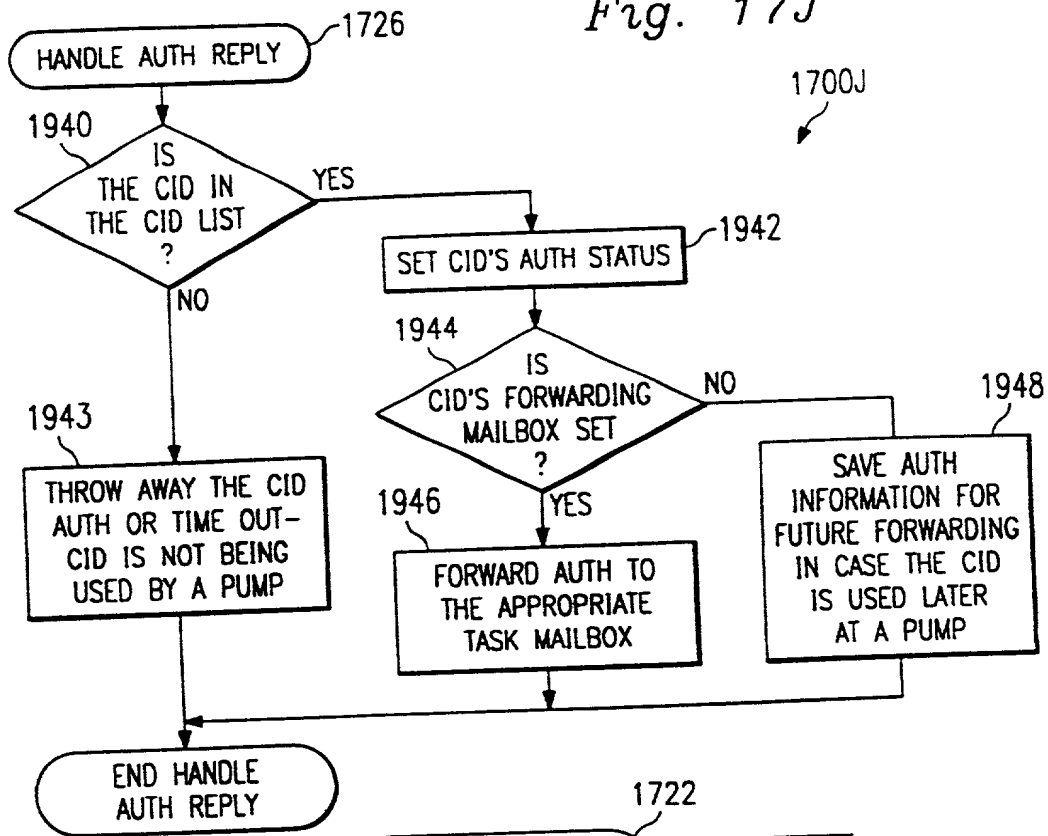 Fig. 17J
1726
HANDLE AUTH REPLY
1700J
1940
IS
THE CID IN
THE CID LIST
?
YES
NO
1942
SET CID'S AUTH STATUS
1944
IS
CID'S FORWARDING
MAILBOX SET
?
NO
YES
1943
THROW AWAY THE CID
AUTH OR TIME OUT–
CID IS NOT BEING
USED BY A PUMP
1946
FORWARD AUTH TO
THE APPROPRIATE
TASK MAILBOX
1948
SAVE AUTH
INFORMATION FOR
FUTURE FORWARDING
IN CASE THE CID
IS USED LATER
AT A PUMP
END HANDLE
AUTH REPLY
1722